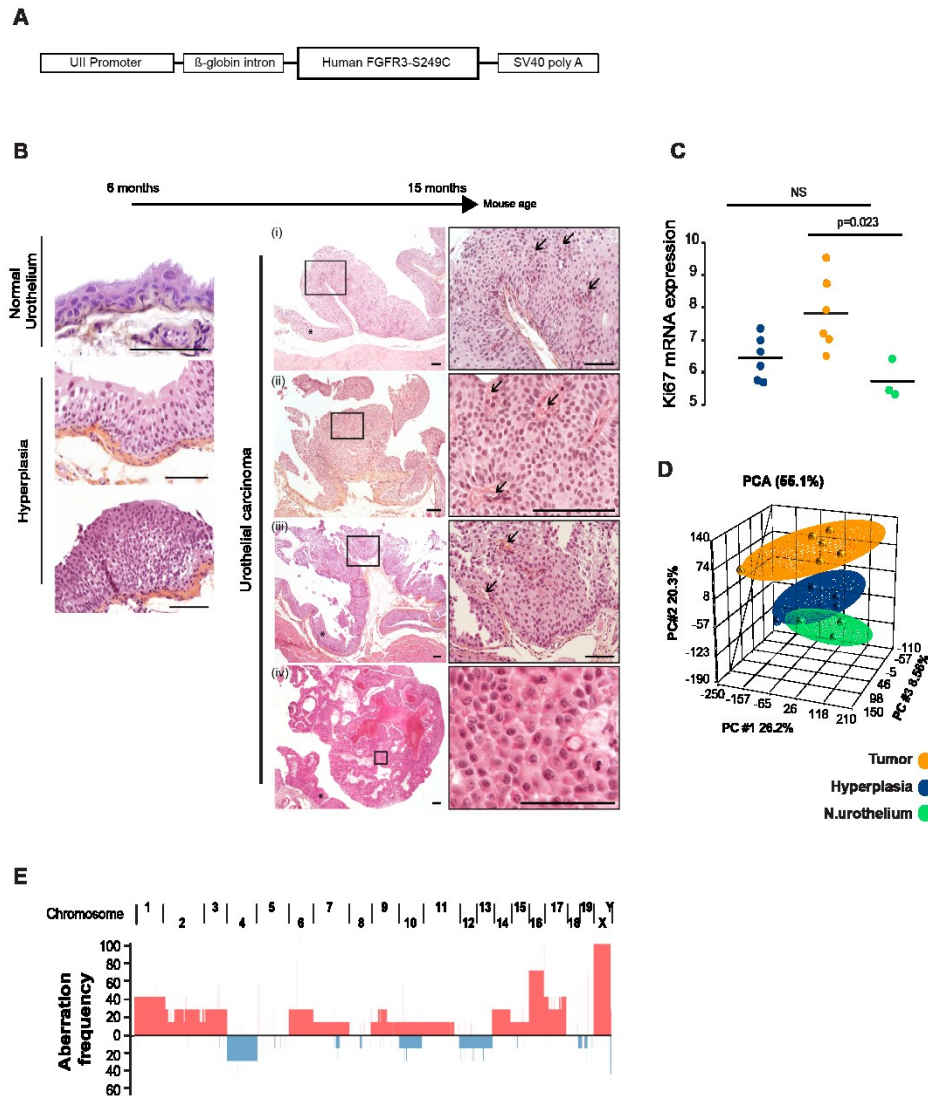 A
UII Promoter
ß-globin intron
Human FGFR3-S249C
SV40 poly A
B
6 months
15 months
Mouse age
Normal
Urothelium
Hyperplasia
Urothelial carcinoma
(i)
*
(ii)
(iii)
*
(iv)
*
C
NS
p=0.023
Ki67 mRNA expression
10
9
8
7
6
5
D
PCA (55.1%)
PC#2 20.3%
140
74
8
-57
-123
-190
-250
-157
-65
26
118
210
PC #1 26.2%
-110
-57
-5
46
98
150
PC #3 8.56%
Tumor
Hyperplasia
N.urothelium
E
Chromosome
1 2 3 4 5 6 7 8 9 10 11 12 13 14 15 16 17 18 19 X Y
Aberration
frequency
100
80
60
40
20
0
20
40
60